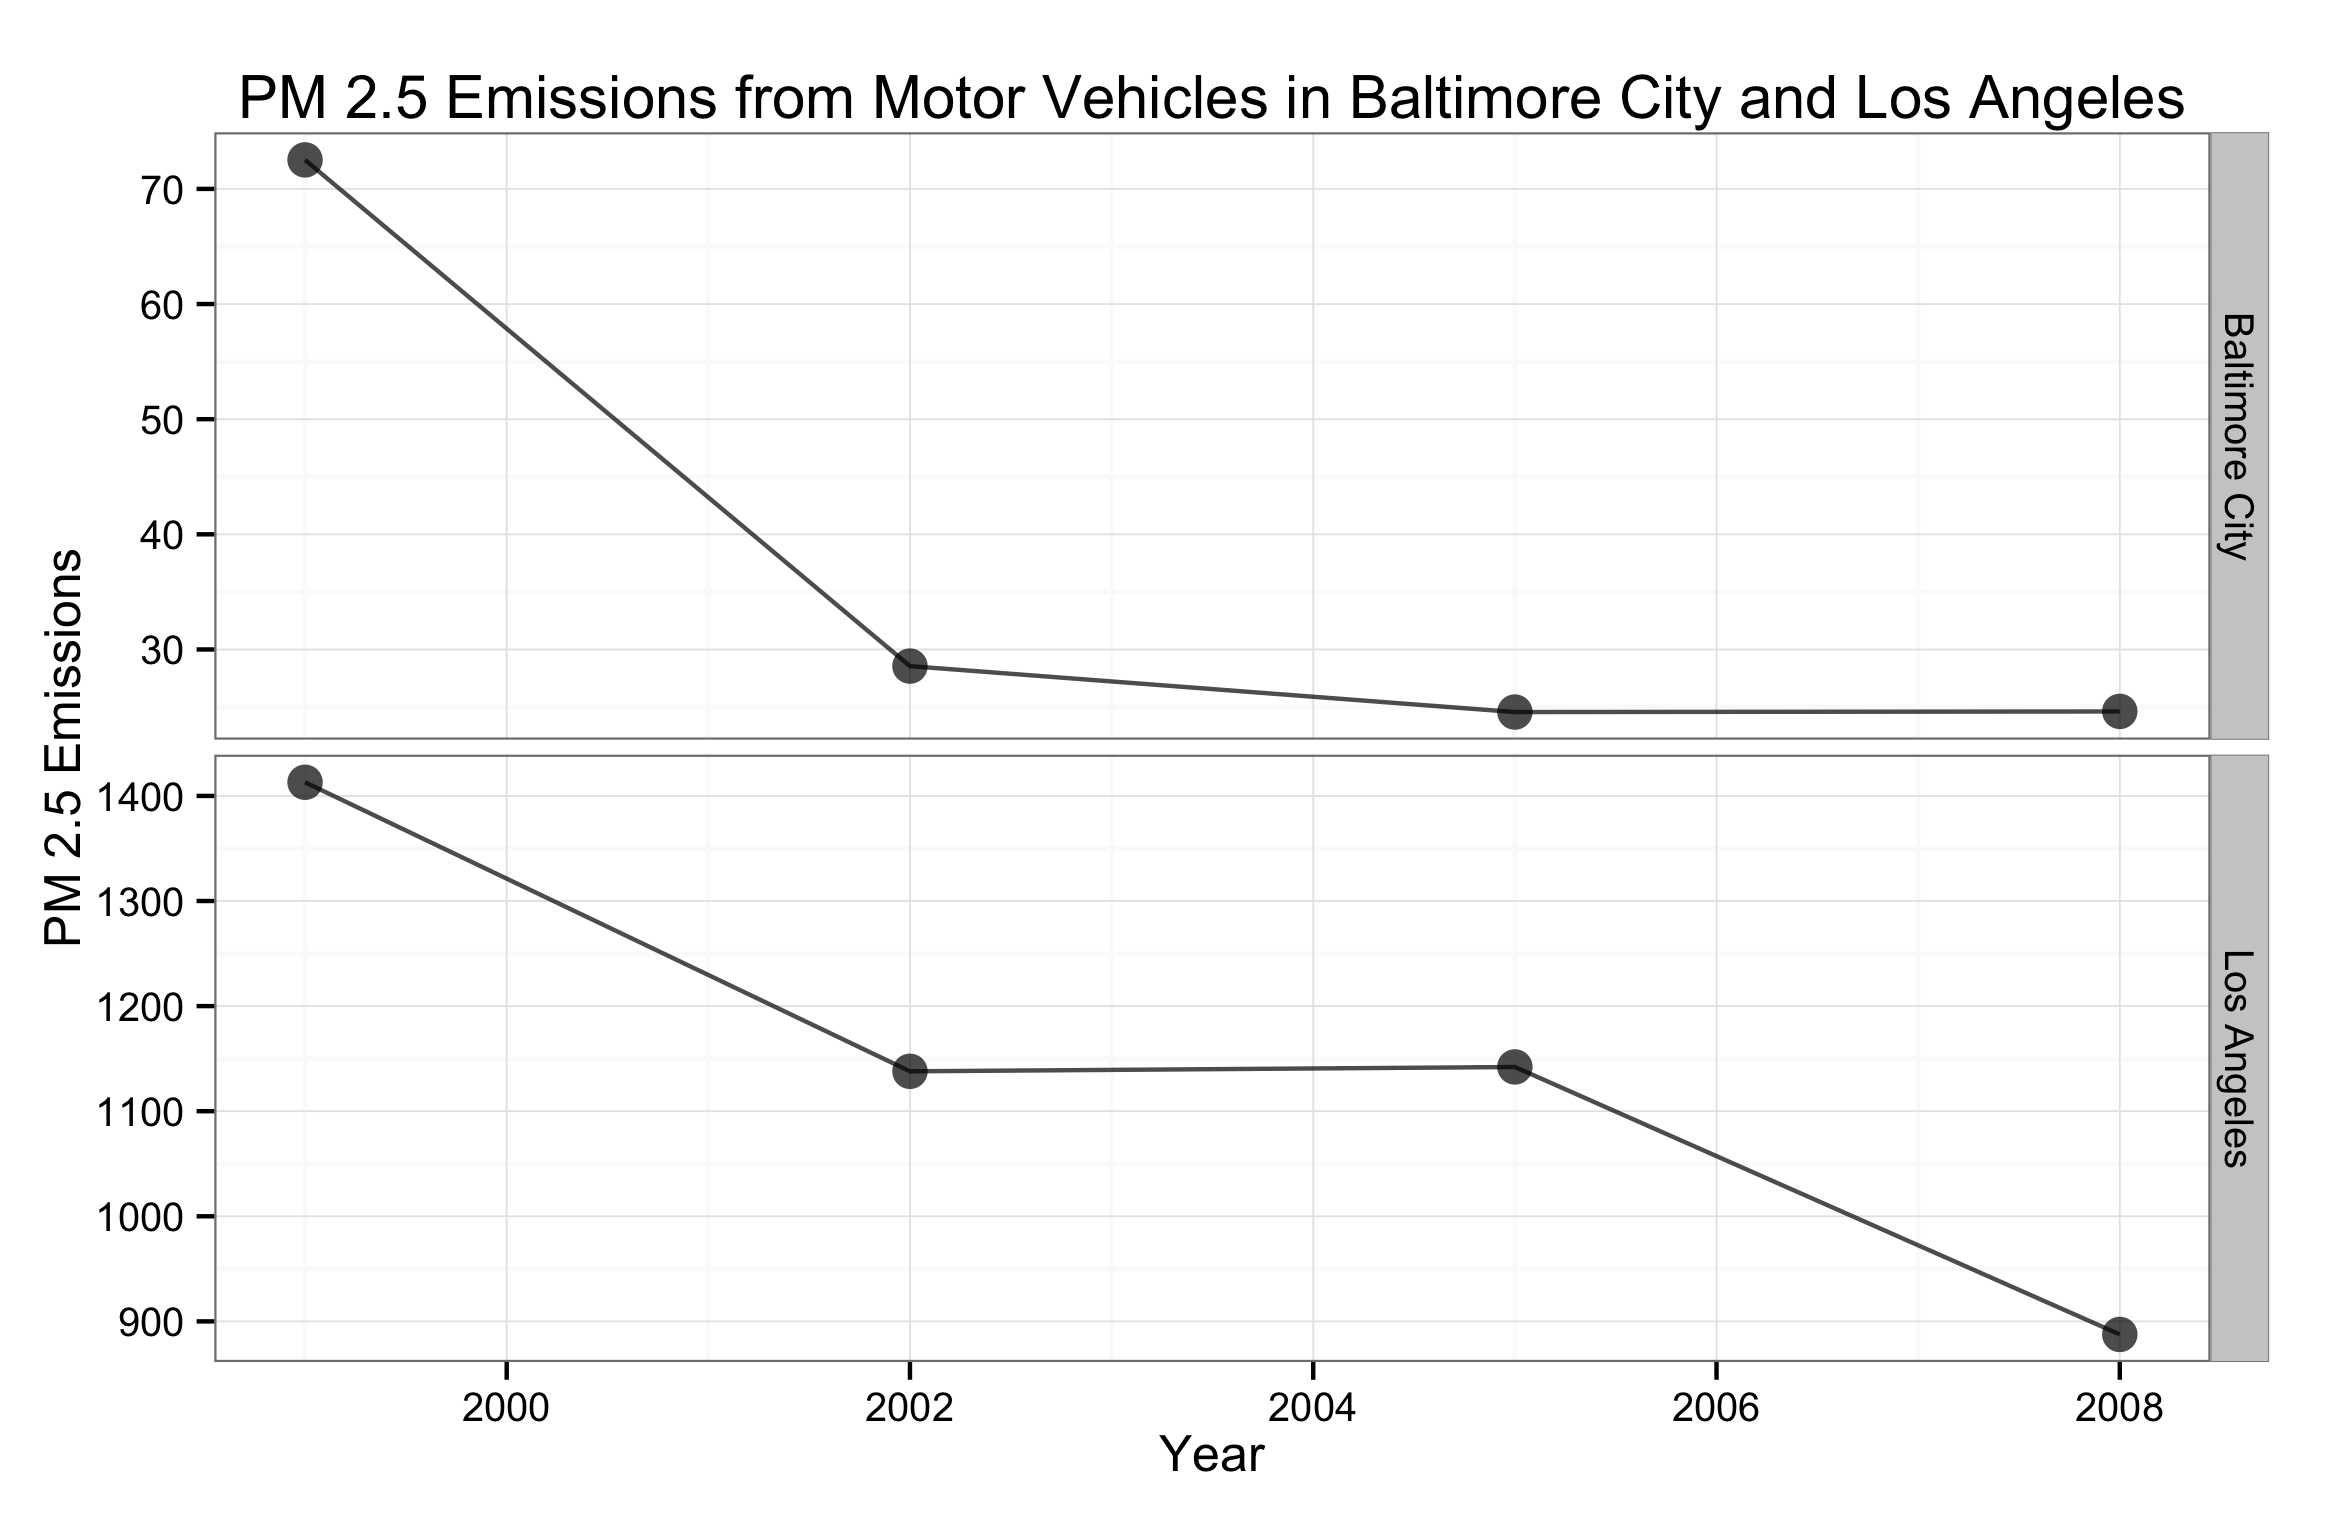 PM 2.5 Emissions from Motor Vehicles in Baltimore City and Los Angeles
PM 2.5 Emissions
70
60
50
40
30
Baltimore City
1400
1300
1200
1100
1000
900
Los Angeles
2000 2002 2004 2006 2008
Year